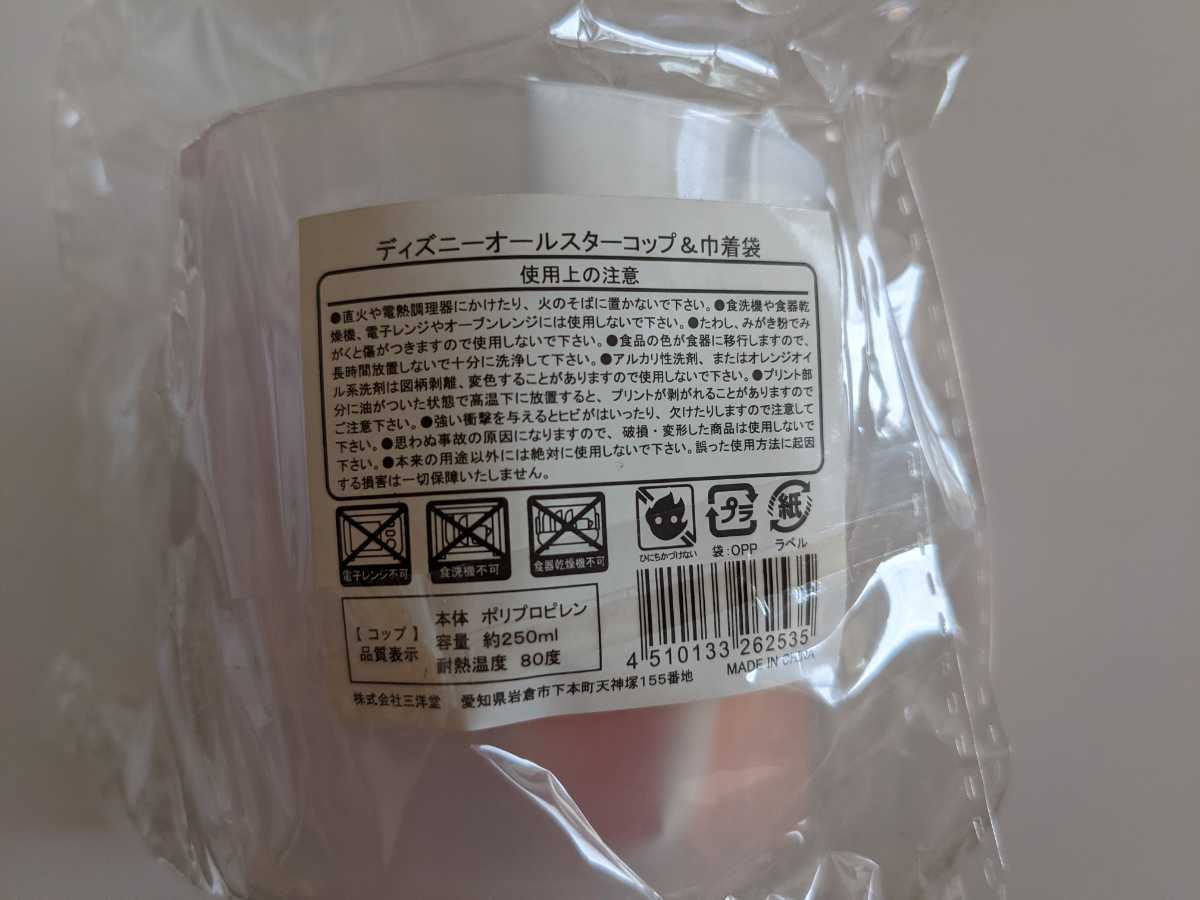 ディズニーオールスターコップ&巾着袋
使用上の注意
●直火や電熱調理器にかけたり、火のそばに置かないで下さい。●食洗機や食器乾
燥機、電子レンジやオーブンレンジには使用しないで下さい。●たわし、みがき粉でみ
がくと傷がつきますので使用しないで下さい。●食品の色が食器に移行しますので、
長時間放置しないで十分に洗浄して下さい。●アルカリ性洗剤、またはオレンジオイ
ル系洗剤は図柄剥離、変色することがありますので使用しないで下さい。●プリント部
分に油がついた状態で高温下に放置すると、プリントが剥がれることがありますので
ご注意下さい。●強い衝撃を与えるとヒビがはいったり、欠けたりしますので注意して
下さい。●思わぬ事故の原因になりますので、破損・変形した商品は使用しないで
下さい。●本来の用途以外には絶対に使用しないで下さい。誤った使用方法に起因
する損害は一切保障いたしません。
電子レンジ不可 食洗機不可 食器乾燥機不可 ひにちかづけない プラ 袋:OPP 紙 ラベル
【コップ】
品質表示
本体 ポリプロピレン
容量 約250ml
耐熱温度 80度
4 510133 262535
MADE IN CHINA
株式会社三洋堂 愛知県岩倉市下本町天神塚155番地